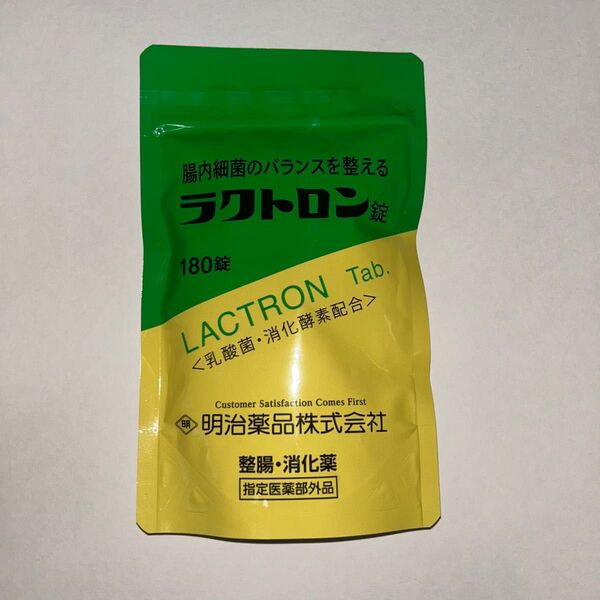 腸内細菌のバランスを整える
ラクトロン錠
180錠
LACTRON Tab.
<乳酸菌・消化酵素配合>
Customer Satisfaction Comes First
明 明治薬品株式会社
整腸・消化薬
指定医薬部外品